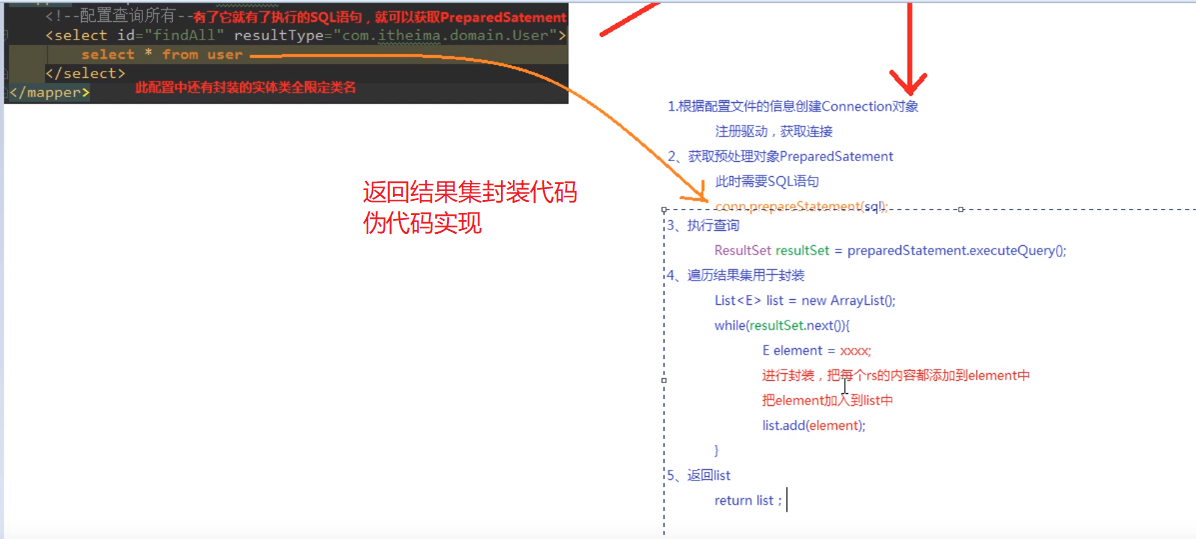 <!--配置查询所有--有了它就有了执行的SQL语句，就可以获取PreparedSatement
<select id="findAll" resultType="com.itheima.domain.User">
select * from user
</select>
此配置中还有封装的实体类全限定类名
</mapper>
返回结果集封装代码
伪代码实现
1.根据配置文件的信息创建Connection对象
注册驱动，获取连接
2、获取预处理对象PreparedSatement
此时需要SQL语句
conn.prepareStatement(sql);
3、执行查询
ResultSet resultSet = preparedStatement.executeQuery();
4、遍历结果集用于封装
List<E> list = new ArrayList();
while(resultSet.next()){
E element = xxxx;
进行封装，把每个rs的内容都添加到element中
把element加入到list中
list.add(element);
}
5、返回list
return list ;